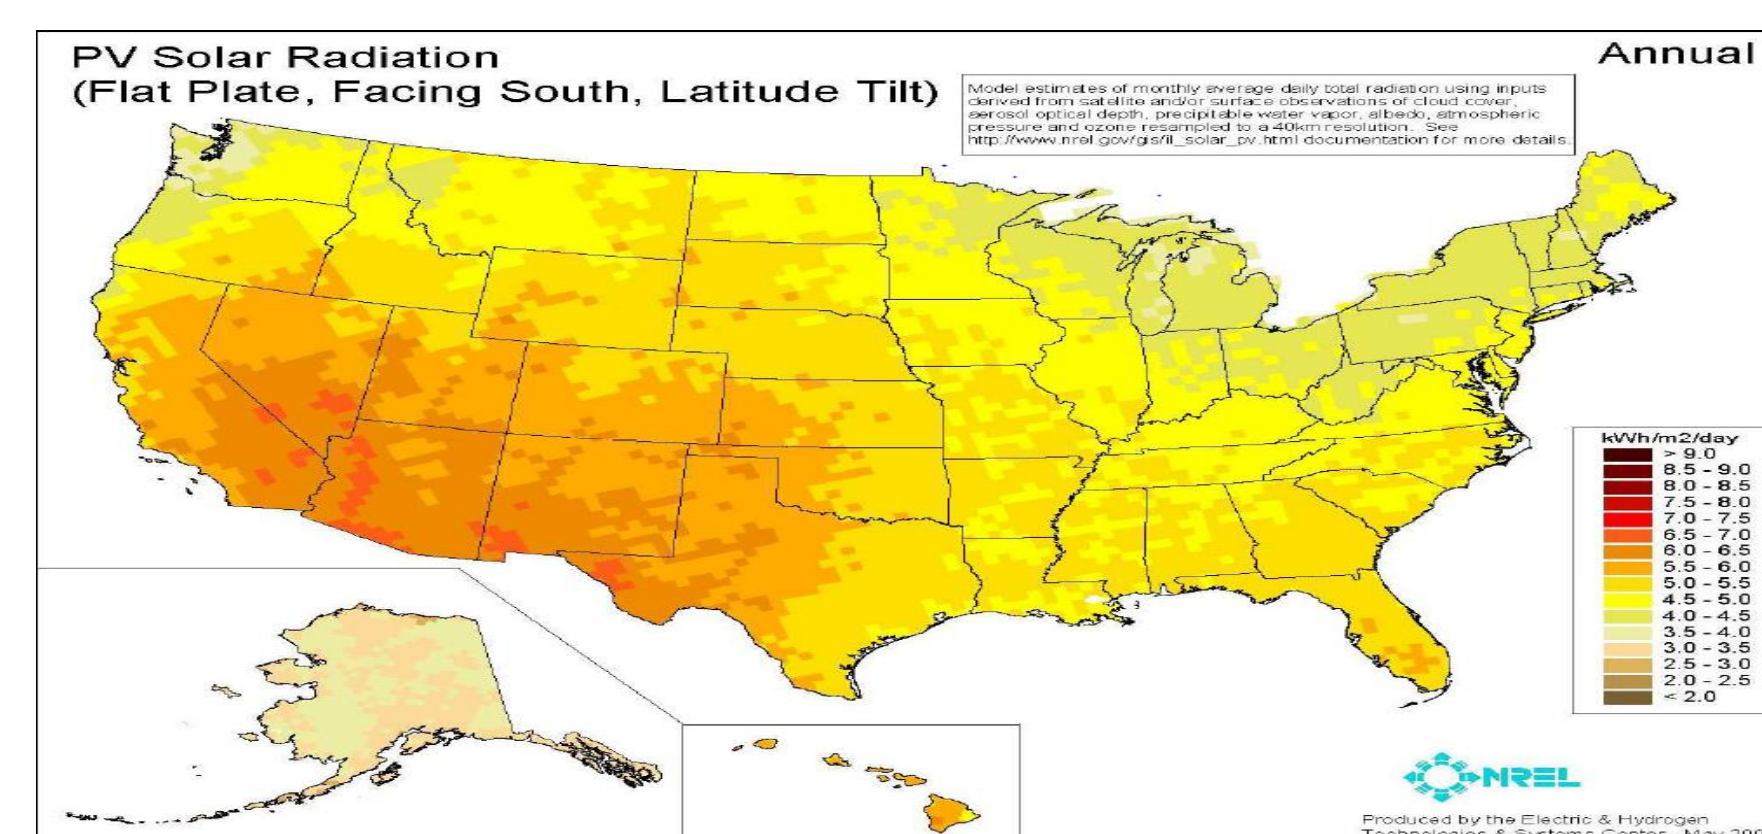 PV Solar Radiation
(Flat Plate, Facing South, Latitude Tilt)
Annual
Model estimates of monthly average daily total radiation using inputs
derived from satellite and/or surface observations of cloud cover,
aerosol optical depth, precipitable water vapor, albedo, atmospheric
pressure and ozone resampled to a 40km resolution. See
http://www.nrel.gov/gis/il_solar_pv.html documentation for more details.
kWh/m2/day
> 9.0
8.5 - 9.0
8.0 - 8.5
7.5 - 8.0
7.0 - 7.5
6.5 - 7.0
6.0 - 6.5
5.5 - 6.0
5.0 - 5.5
4.5 - 5.0
4.0 - 4.5
3.5 - 4.0
3.0 - 3.5
2.5 - 3.0
2.0 - 2.5
< 2.0
NREL
Produced by the Electric & Hydrogen
Technologies & Systems Center - May